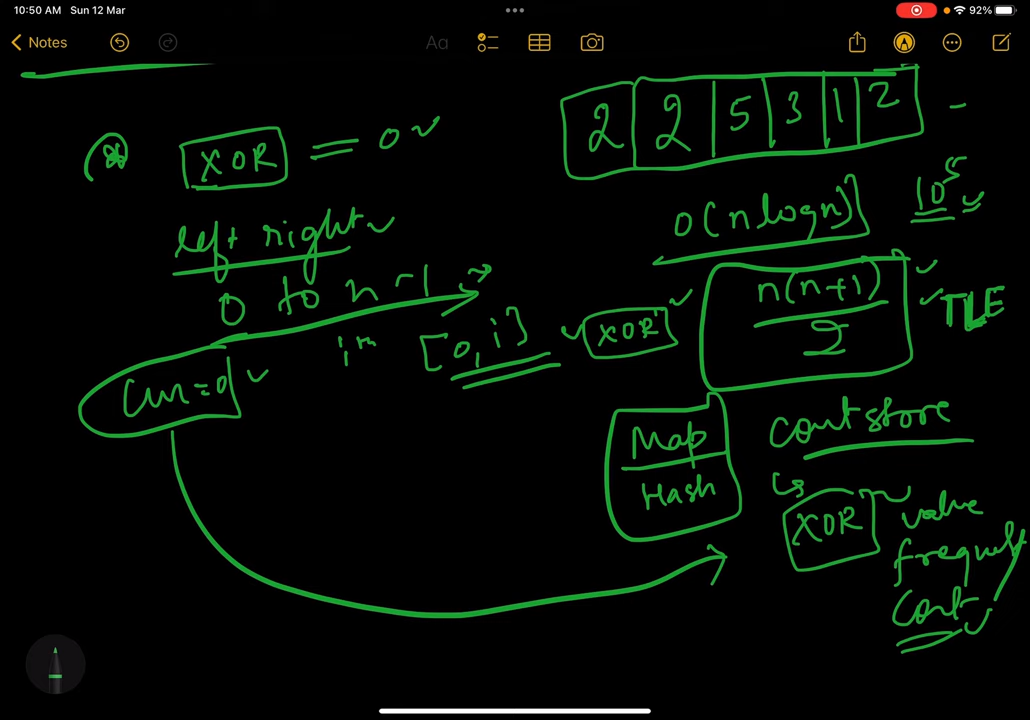 10:50 AM Sun 12 Mar
92%
Notes
Aa
XOR = 0
2 2 5 3 1 2 -
left right
0 to n-1
in [0, i]
cur=0
O(nlogn)
10^5
XOR
n(n+1)
2
TLE
Map
Hash
count store
XOR value
frequency
count